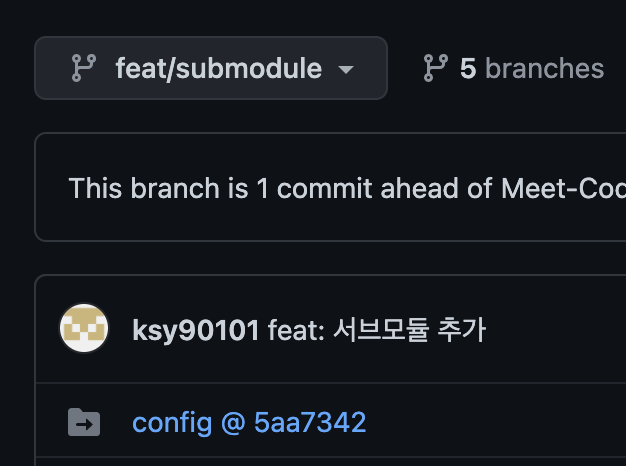 feat/submodule
5 branches
This branch is 1 commit ahead of Meet-Cod
ksy90101 feat: 서브모듈 추가
config @ 5aa7342